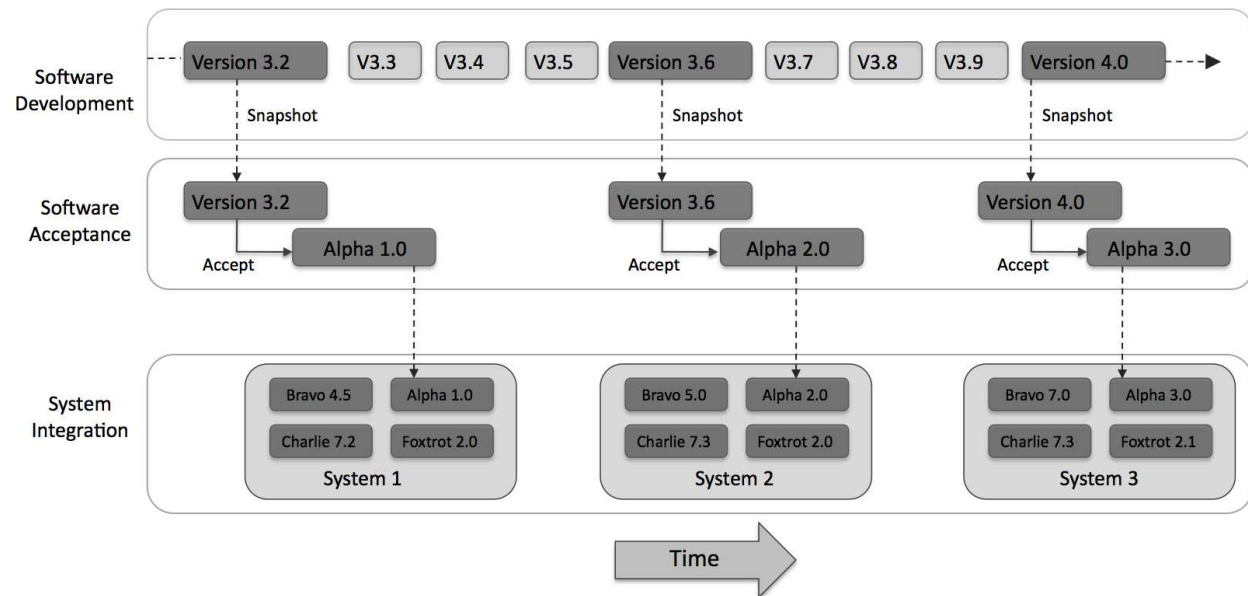 Software
Development
Version 3.2
V3.3
V3.4
V3.5
Version 3.6
V3.7
V3.8
V3.9
Version 4.0
Snapshot
Snapshot
Snapshot
Software
Acceptance
Version 3.2
Version 3.6
Version 4.0
Accept
Alpha 1.0
Accept
Alpha 2.0
Accept
Alpha 3.0
System
Integration
Bravo 4.5
Alpha 1.0
Charlie 7.2
Foxtrot 2.0
System 1
Bravo 5.0
Alpha 2.0
Charlie 7.3
Foxtrot 2.0
System 2
Bravo 7.0
Alpha 3.0
Charlie 7.3
Foxtrot 2.1
System 3
Time